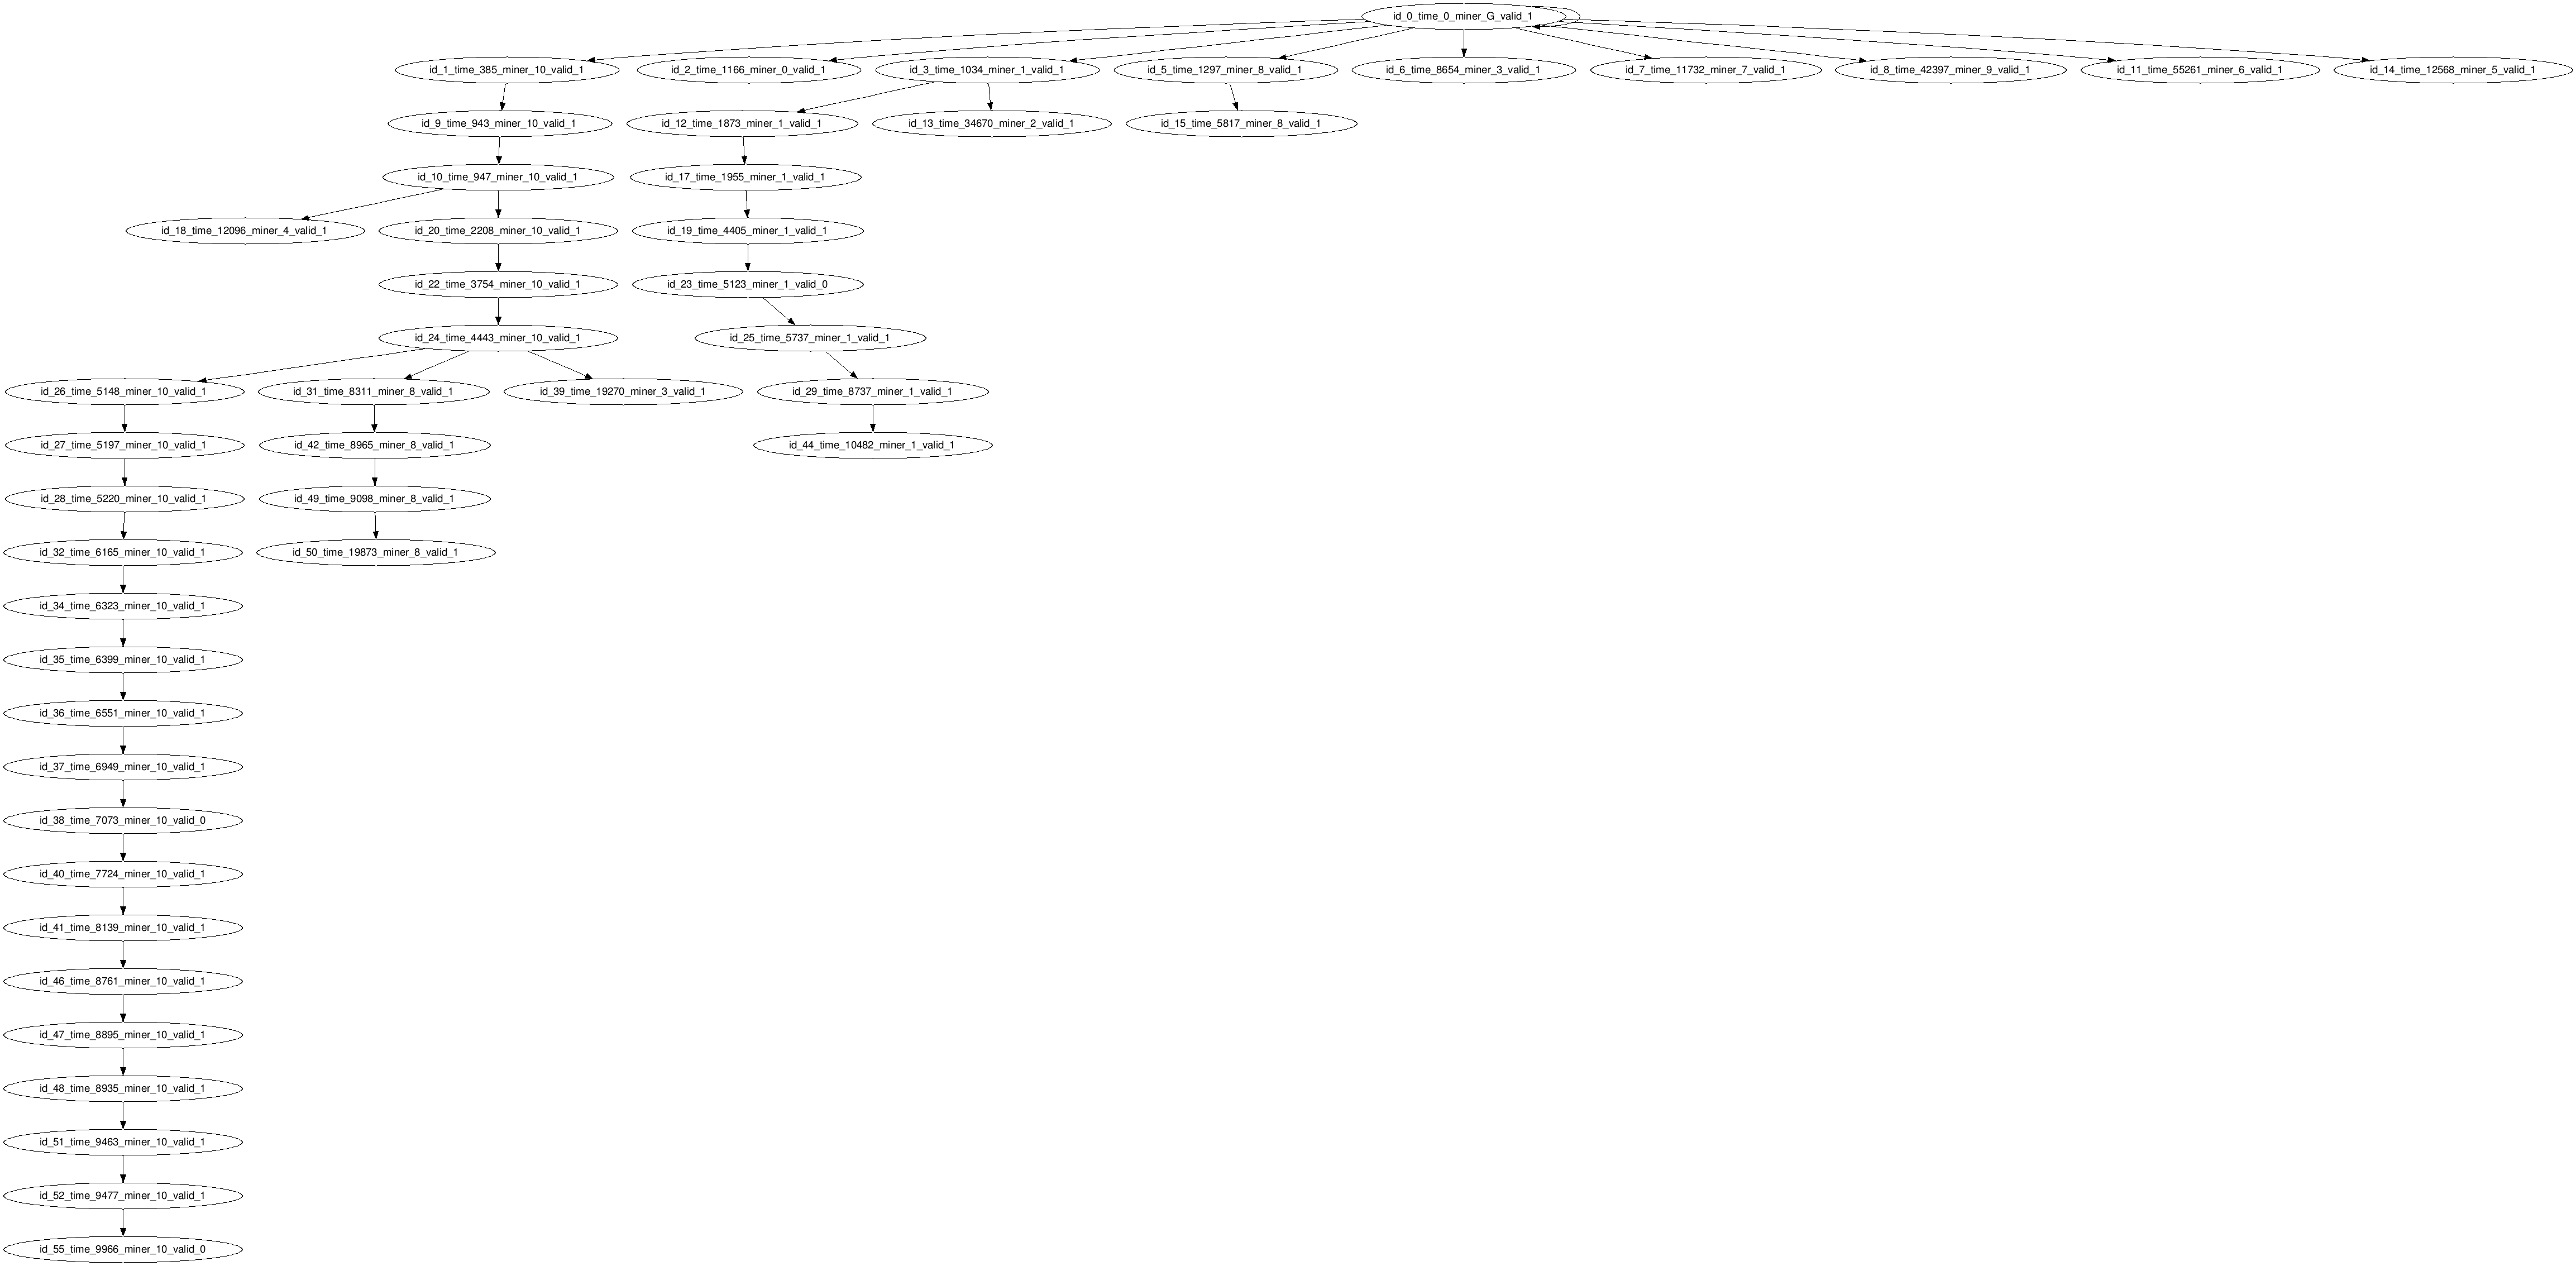 id_0_time_0_miner_G_valid_1
id_1_time_385_miner_10_valid_1
id_2_time_1166_miner_0_valid_1
id_3_time_1034_miner_1_valid_1
id_5_time_1297_miner_8_valid_1
id_6_time_8654_miner_3_valid_1
id_7_time_11732_miner_7_valid_1
id_8_time_42397_miner_9_valid_1
id_11_time_55261_miner_6_valid_1
id_14_time_12568_miner_5_valid_1
id_9_time_943_miner_10_valid_1
id_12_time_1873_miner_1_valid_1
id_13_time_34670_miner_2_valid_1
id_15_time_5817_miner_8_valid_1
id_10_time_947_miner_10_valid_1
id_17_time_1955_miner_1_valid_1
id_18_time_12096_miner_4_valid_1
id_20_time_2208_miner_10_valid_1
id_19_time_4405_miner_1_valid_1
id_22_time_3754_miner_10_valid_1
id_23_time_5123_miner_1_valid_0
id_24_time_4443_miner_10_valid_1
id_25_time_5737_miner_1_valid_1
id_26_time_5148_miner_10_valid_1
id_31_time_8311_miner_8_valid_1
id_39_time_19270_miner_3_valid_1
id_29_time_8737_miner_1_valid_1
id_27_time_5197_miner_10_valid_1
id_42_time_8965_miner_8_valid_1
id_44_time_10482_miner_1_valid_1
id_28_time_5220_miner_10_valid_1
id_49_time_9098_miner_8_valid_1
id_32_time_6165_miner_10_valid_1
id_50_time_19873_miner_8_valid_1
id_34_time_6323_miner_10_valid_1
id_35_time_6399_miner_10_valid_1
id_36_time_6551_miner_10_valid_1
id_37_time_6949_miner_10_valid_1
id_38_time_7073_miner_10_valid_0
id_40_time_7724_miner_10_valid_1
id_41_time_8139_miner_10_valid_1
id_46_time_8761_miner_10_valid_1
id_47_time_8895_miner_10_valid_1
id_48_time_8935_miner_10_valid_1
id_51_time_9463_miner_10_valid_1
id_52_time_9477_miner_10_valid_1
id_55_time_9966_miner_10_valid_0